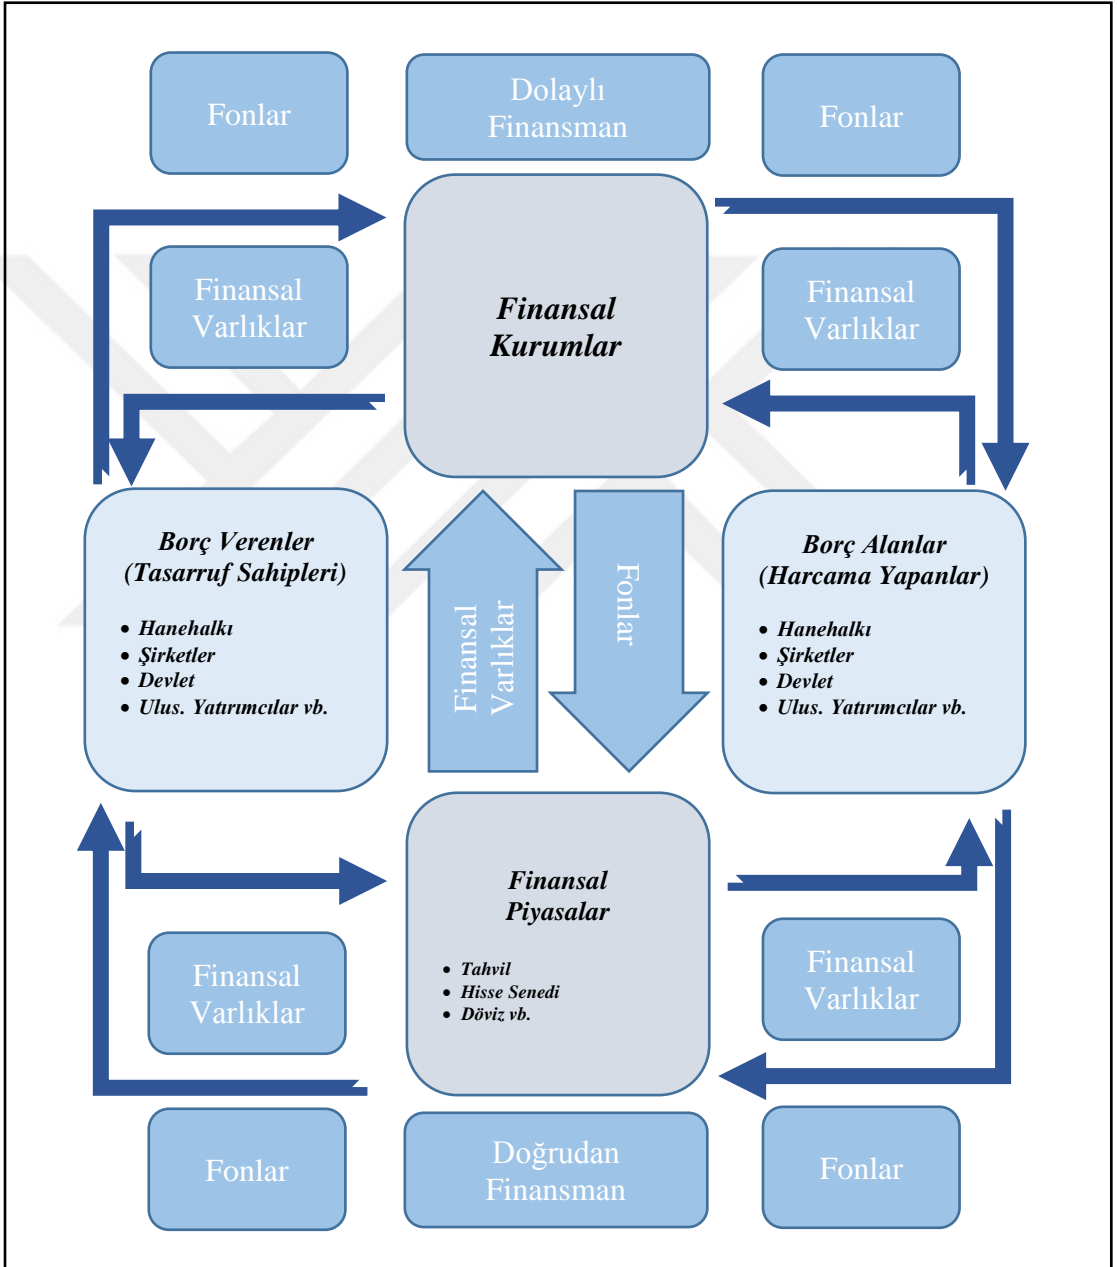 Fonlar
Dolaylı
Finansman
Fonlar
Finansal
Varlıklar
Finansal
Kurumlar
Finansal
Varlıklar
Borç Verenler
(Tasarruf Sahipleri)
• Hanehalkı
• Şirketler
• Devlet
• Ulus. Yatırımcılar vb.
Finansal
Varlıklar
Fonlar
Borç Alanlar
(Harcama Yapanlar)
• Hanehalkı
• Şirketler
• Devlet
• Ulus. Yatırımcılar vb.
Finansal
Piyasalar
• Tahvil
• Hisse Senedi
• Döviz vb.
Finansal
Varlıklar
Finansal
Varlıklar
Fonlar
Doğrudan
Finansman
Fonlar